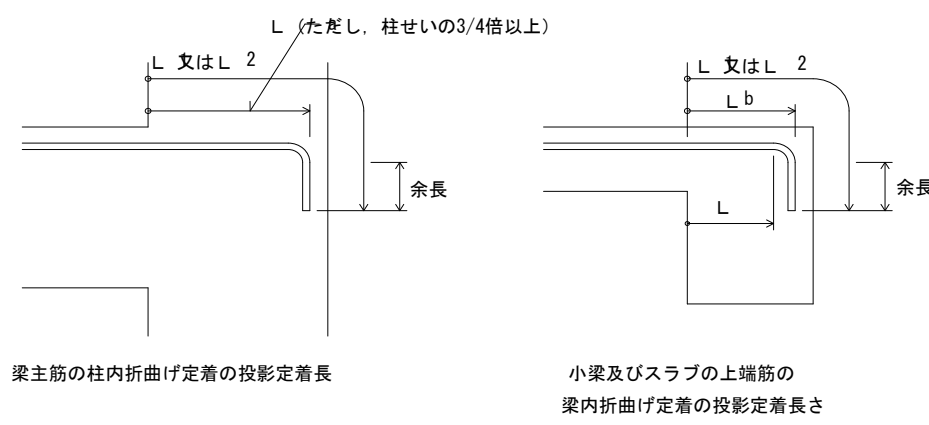 L (ただし, 柱せいの3/4倍以上)
L 又はL 2
余長
梁主筋の柱内折曲げ定着の投影定着長
L 又はL 2
L b
余長
L
小梁及びスラブの上端筋の
梁内折曲げ定着の投影定着長さ